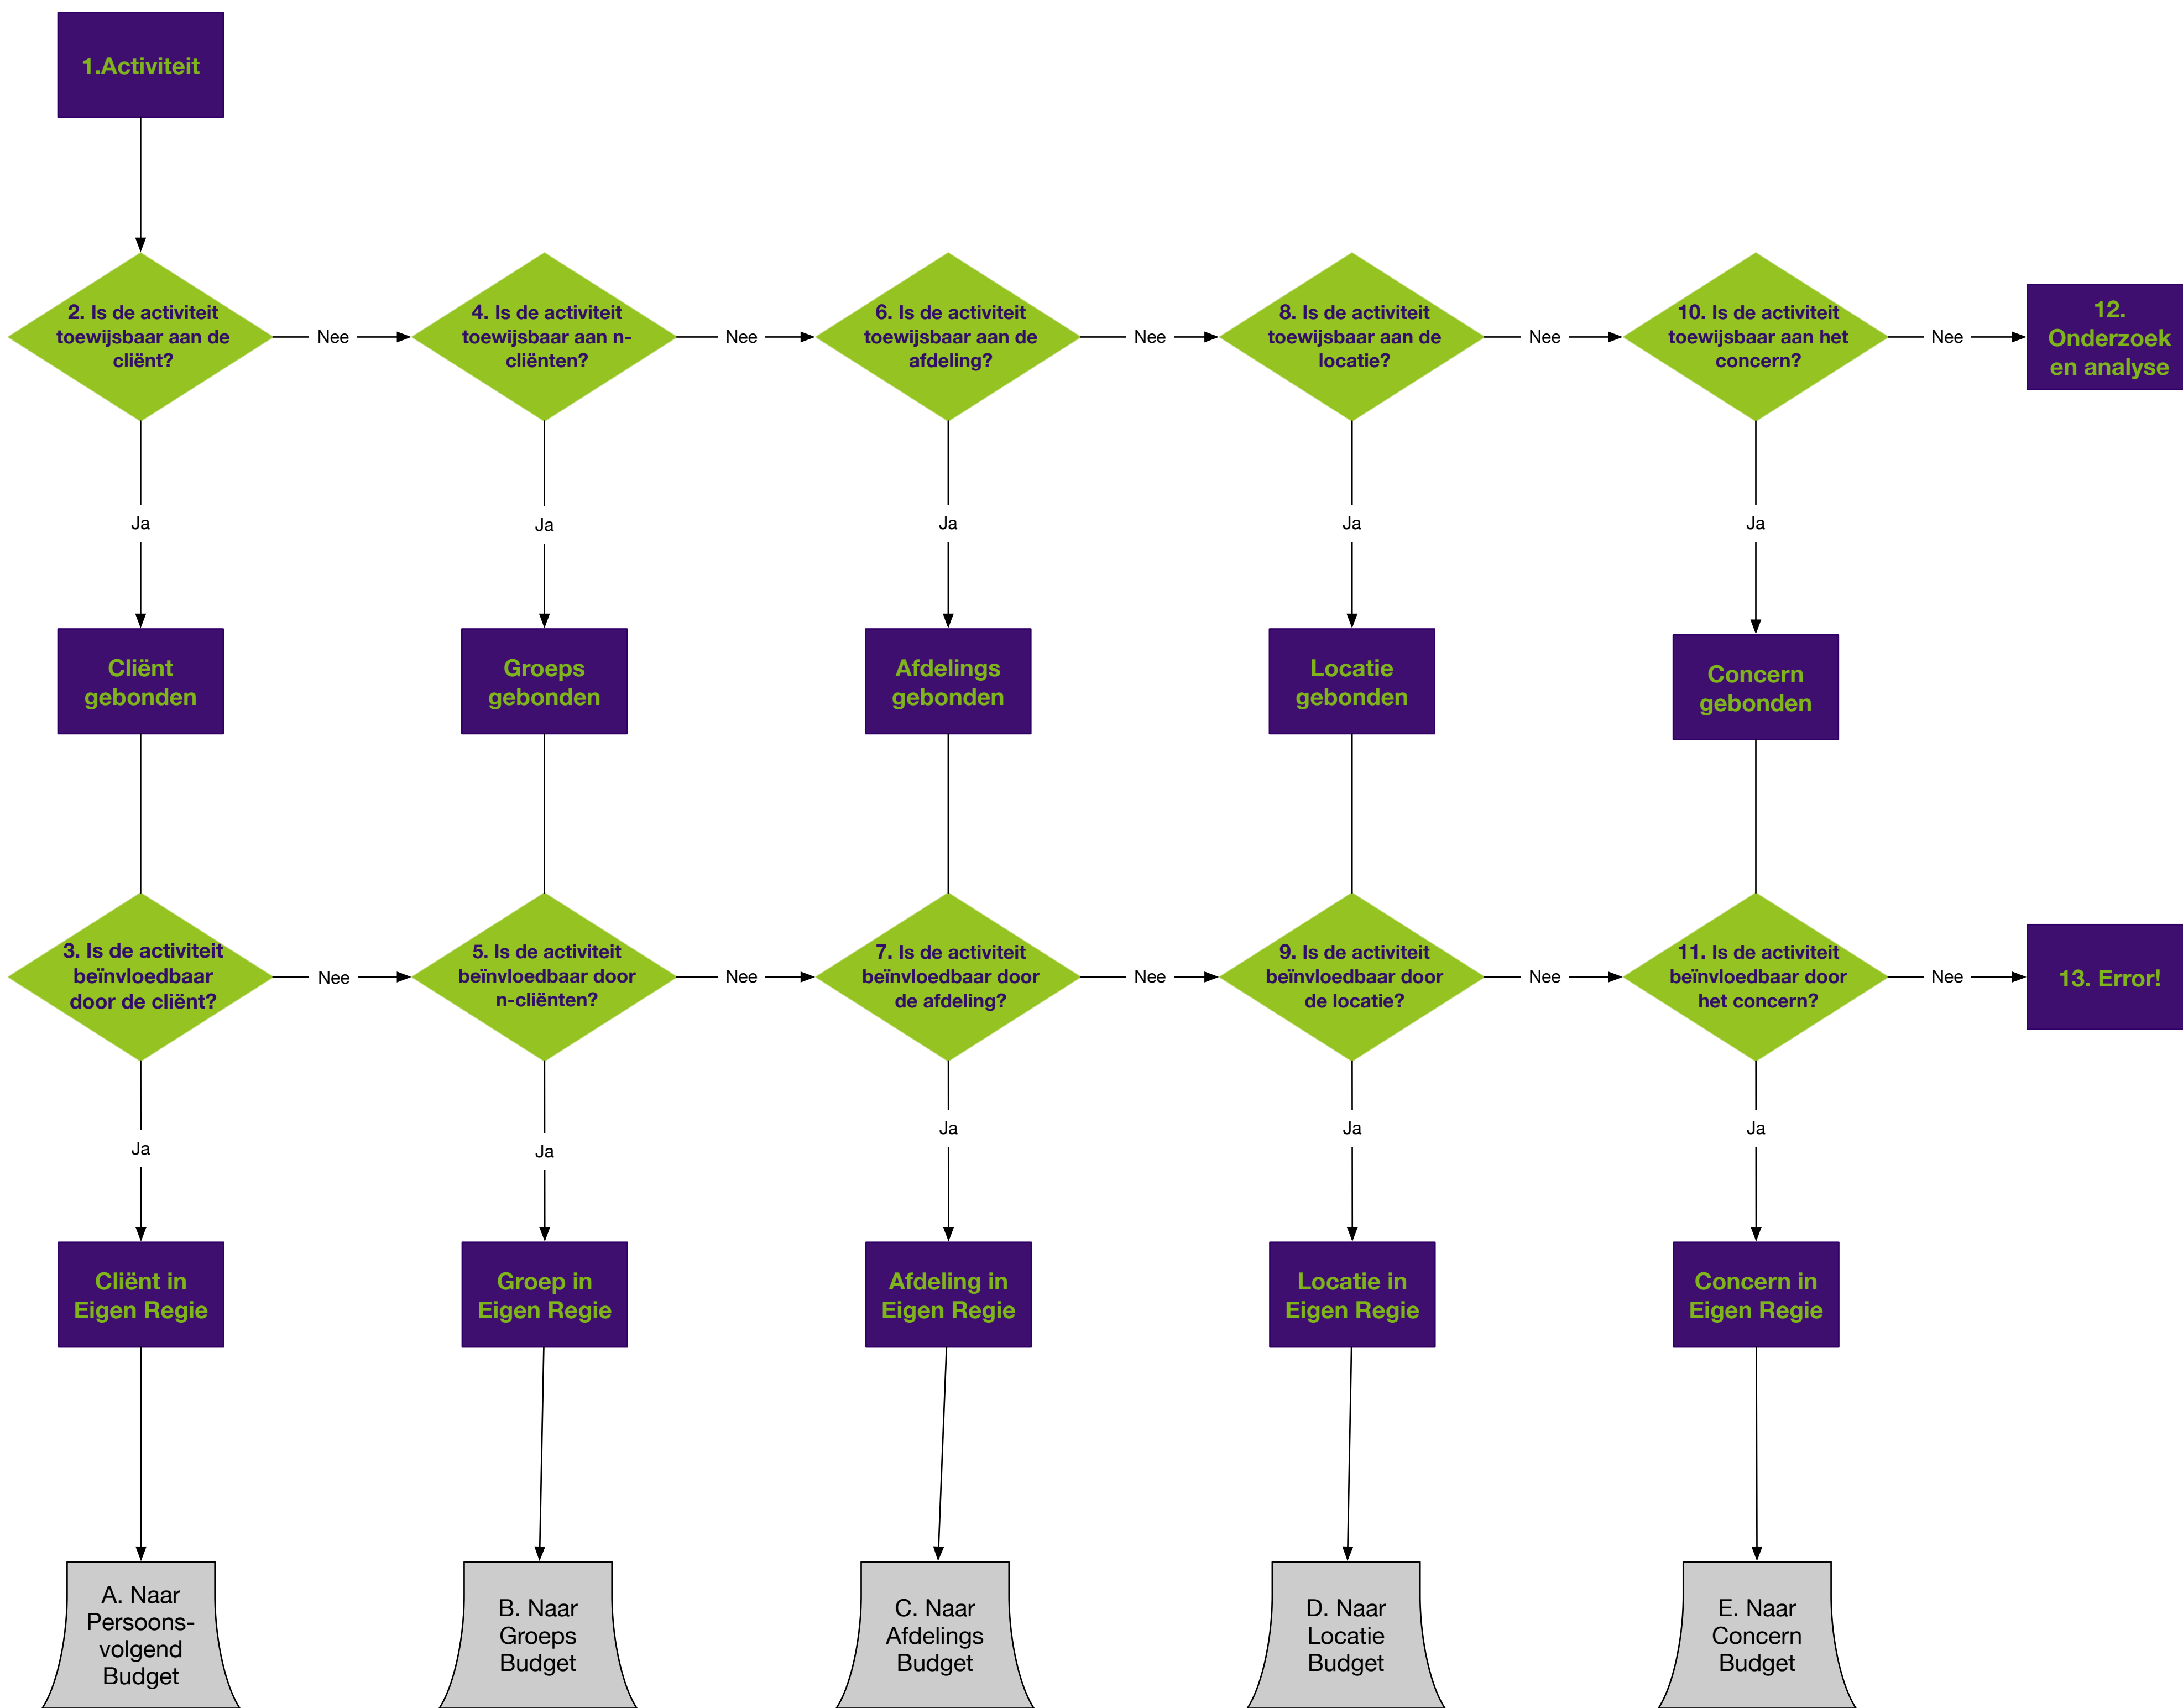 1.Activiteit
2. Is de activiteit
toewijsbaar aan de
cliënt?
Nee
4. Is de activiteit
toewijsbaar aan n-
cliënten?
Nee
6. Is de activiteit
toewijsbaar aan de
afdeling?
Nee
8. Is de activiteit
toewijsbaar aan de
locatie?
Nee
10. Is de activiteit
toewijsbaar aan het
concern?
Nee
12.
Onderzoek
en analyse
Ja
Ja
Ja
Ja
Ja
Cliënt
gebonden
Groeps
gebonden
Afdelings
gebonden
Locatie
gebonden
Concern
gebonden
3. Is de activiteit
beïnvloedbaar
door de cliënt?
Nee
5. Is de activiteit
beïnvloedbaar door
n-cliënten?
Nee
7. Is de activiteit
beïnvloedbaar door
de afdeling?
Nee
9. Is de activiteit
beïnvloedbaar door
de locatie?
Nee
11. Is de activiteit
beïnvloedbaar door
het concern?
Nee
13. Error!
Ja
Ja
Ja
Ja
Ja
Cliënt in
Eigen Regie
Groep in
Eigen Regie
Afdeling in
Eigen Regie
Locatie in
Eigen Regie
Concern in
Eigen Regie
A. Naar
Persoons-
volgend
Budget
B. Naar
Groeps
Budget
C. Naar
Afdelings
Budget
D. Naar
Locatie
Budget
E. Naar
Concern
Budget